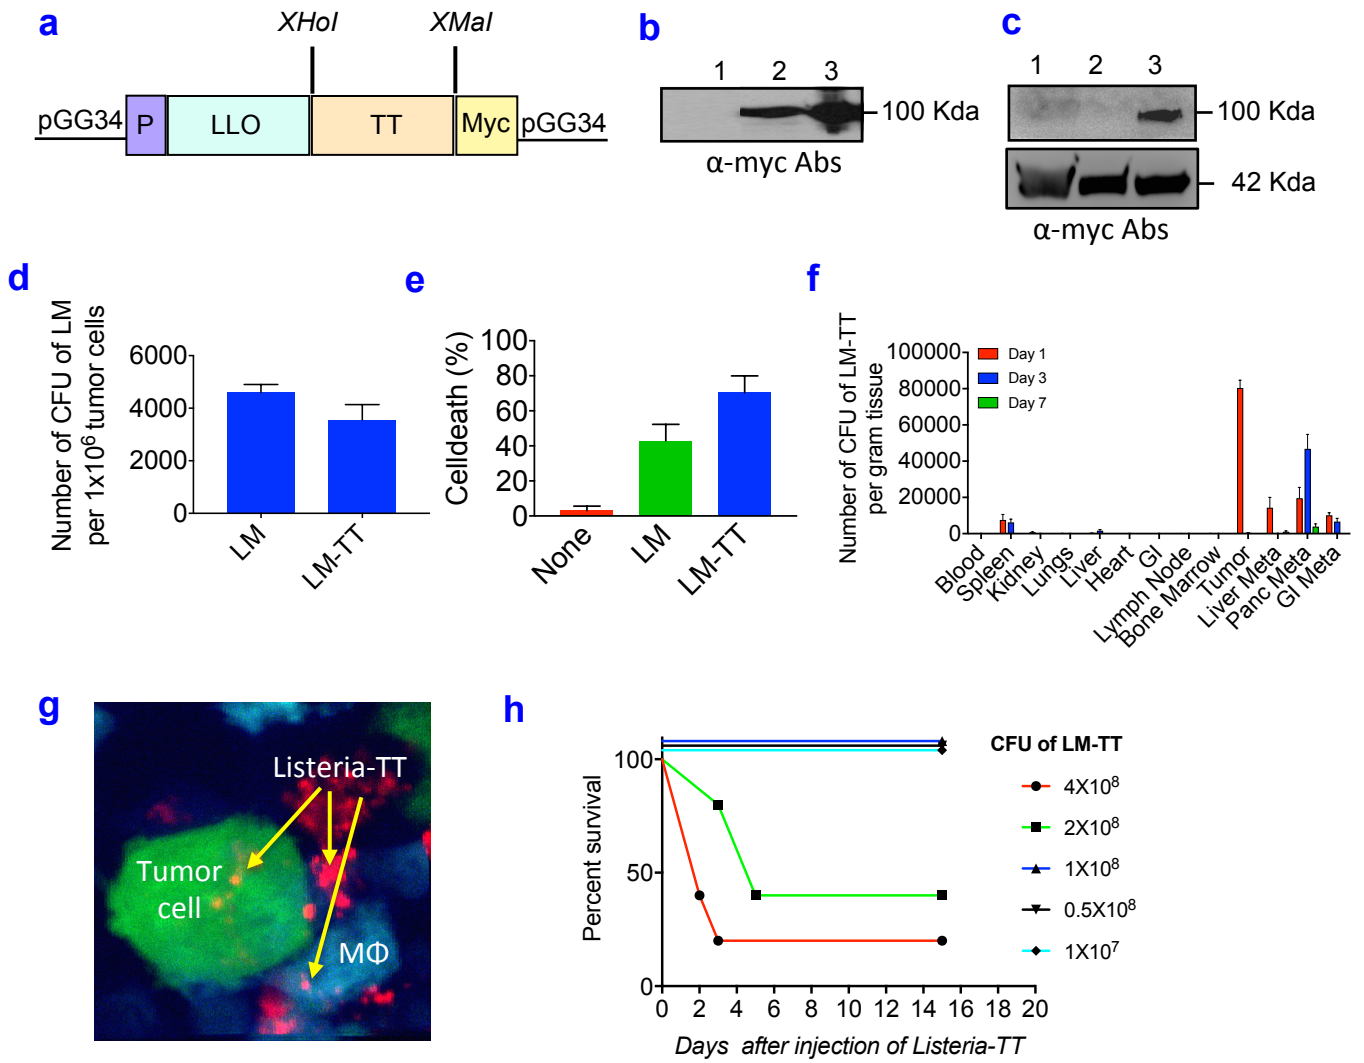 a
XHoI
XMaI
pGG34
P
LLO
TT
Myc
pGG34
b
1 2 3
100 Kda
α-myc Abs
c
1 2 3
100 Kda
42 Kda
α-myc Abs
d
Number of CFU of LM
per 1x10⁶ tumor cells
6000
4000
2000
0
LM
LM-TT
e
Celldeath (%)
100
80
60
40
20
0
None
LM
LM-TT
f
Number of CFU of LM-TT
per gram tissue
100000
80000
60000
40000
20000
0
Day 1
Day 3
Day 7
Blood
Spleen
Kidney
Lungs
Liver
Heart
GI
Lymph Node
Bone Marrow
Tumor
Liver Meta
Panc Meta
GI Meta
g
Listeria-TT
Tumor
cell
MΦ
h
Percent survival
100
50
0
0 2 4 6 8 10 12 14 16 18 20
Days after injection of Listeria-TT
CFU of LM-TT
4X10⁸
2X10⁸
1X10⁸
0.5X10⁸
1X10⁷